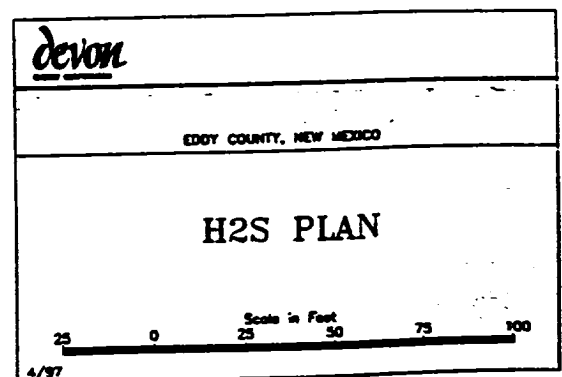 devon
EDDY COUNTY, NEW MEXICO
H2S PLAN
Scale in Feet
25 0 25 50 75 100
4/97